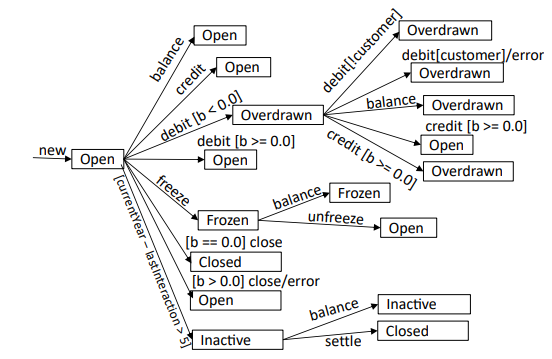 balance
Open
credit
Open
debit [b < 0.0]
Overdrawn
debit[!customer]
Overdrawn
debit[customer]/error
Overdrawn
balance
Overdrawn
credit [b >= 0.0]
Open
credit [b >= 0.0]
Overdrawn
debit [b >= 0.0]
Open
new
Open
freeze
Frozen
balance
Frozen
unfreeze
Open
[b == 0.0] close
Closed
[b > 0.0] close/error
Open
[currentYear – lastInteraction > 5]
Inactive
balance
Inactive
settle
Closed